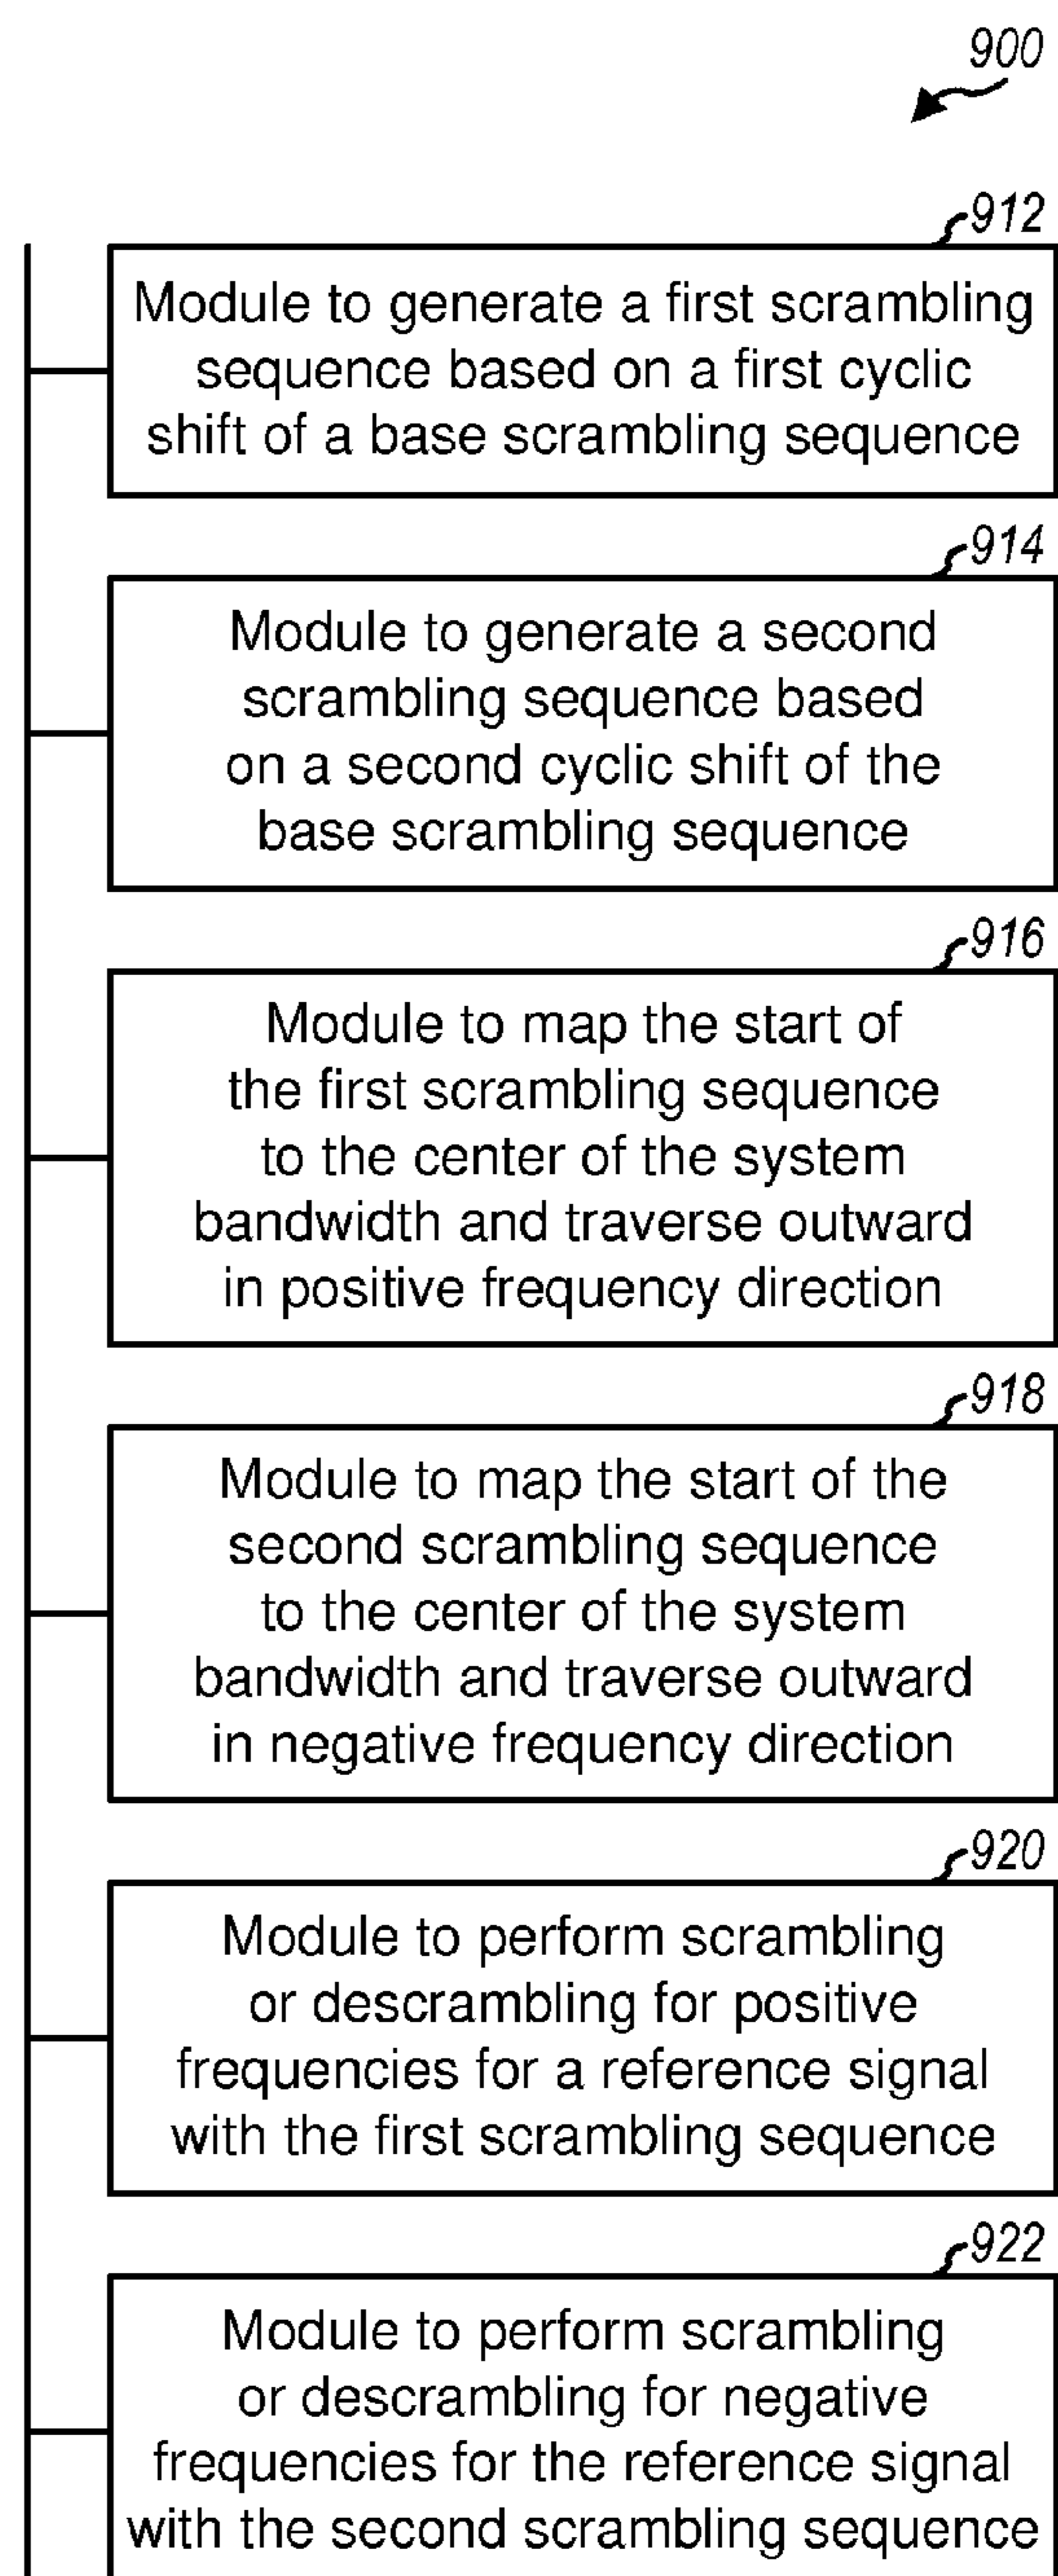 900
912
Module to generate a first scrambling
sequence based on a first cyclic
shift of a base scrambling sequence
914
Module to generate a second
scrambling sequence based
on a second cyclic shift of the
base scrambling sequence
916
Module to map the start of
the first scrambling sequence
to the center of the system
bandwidth and traverse outward
in positive frequency direction
918
Module to map the start of the
second scrambling sequence
to the center of the system
bandwidth and traverse outward
in negative frequency direction
920
Module to perform scrambling
or descrambling for positive
frequencies for a reference signal
with the first scrambling sequence
922
Module to perform scrambling
or descrambling for negative
frequencies for the reference signal
with the second scrambling sequence